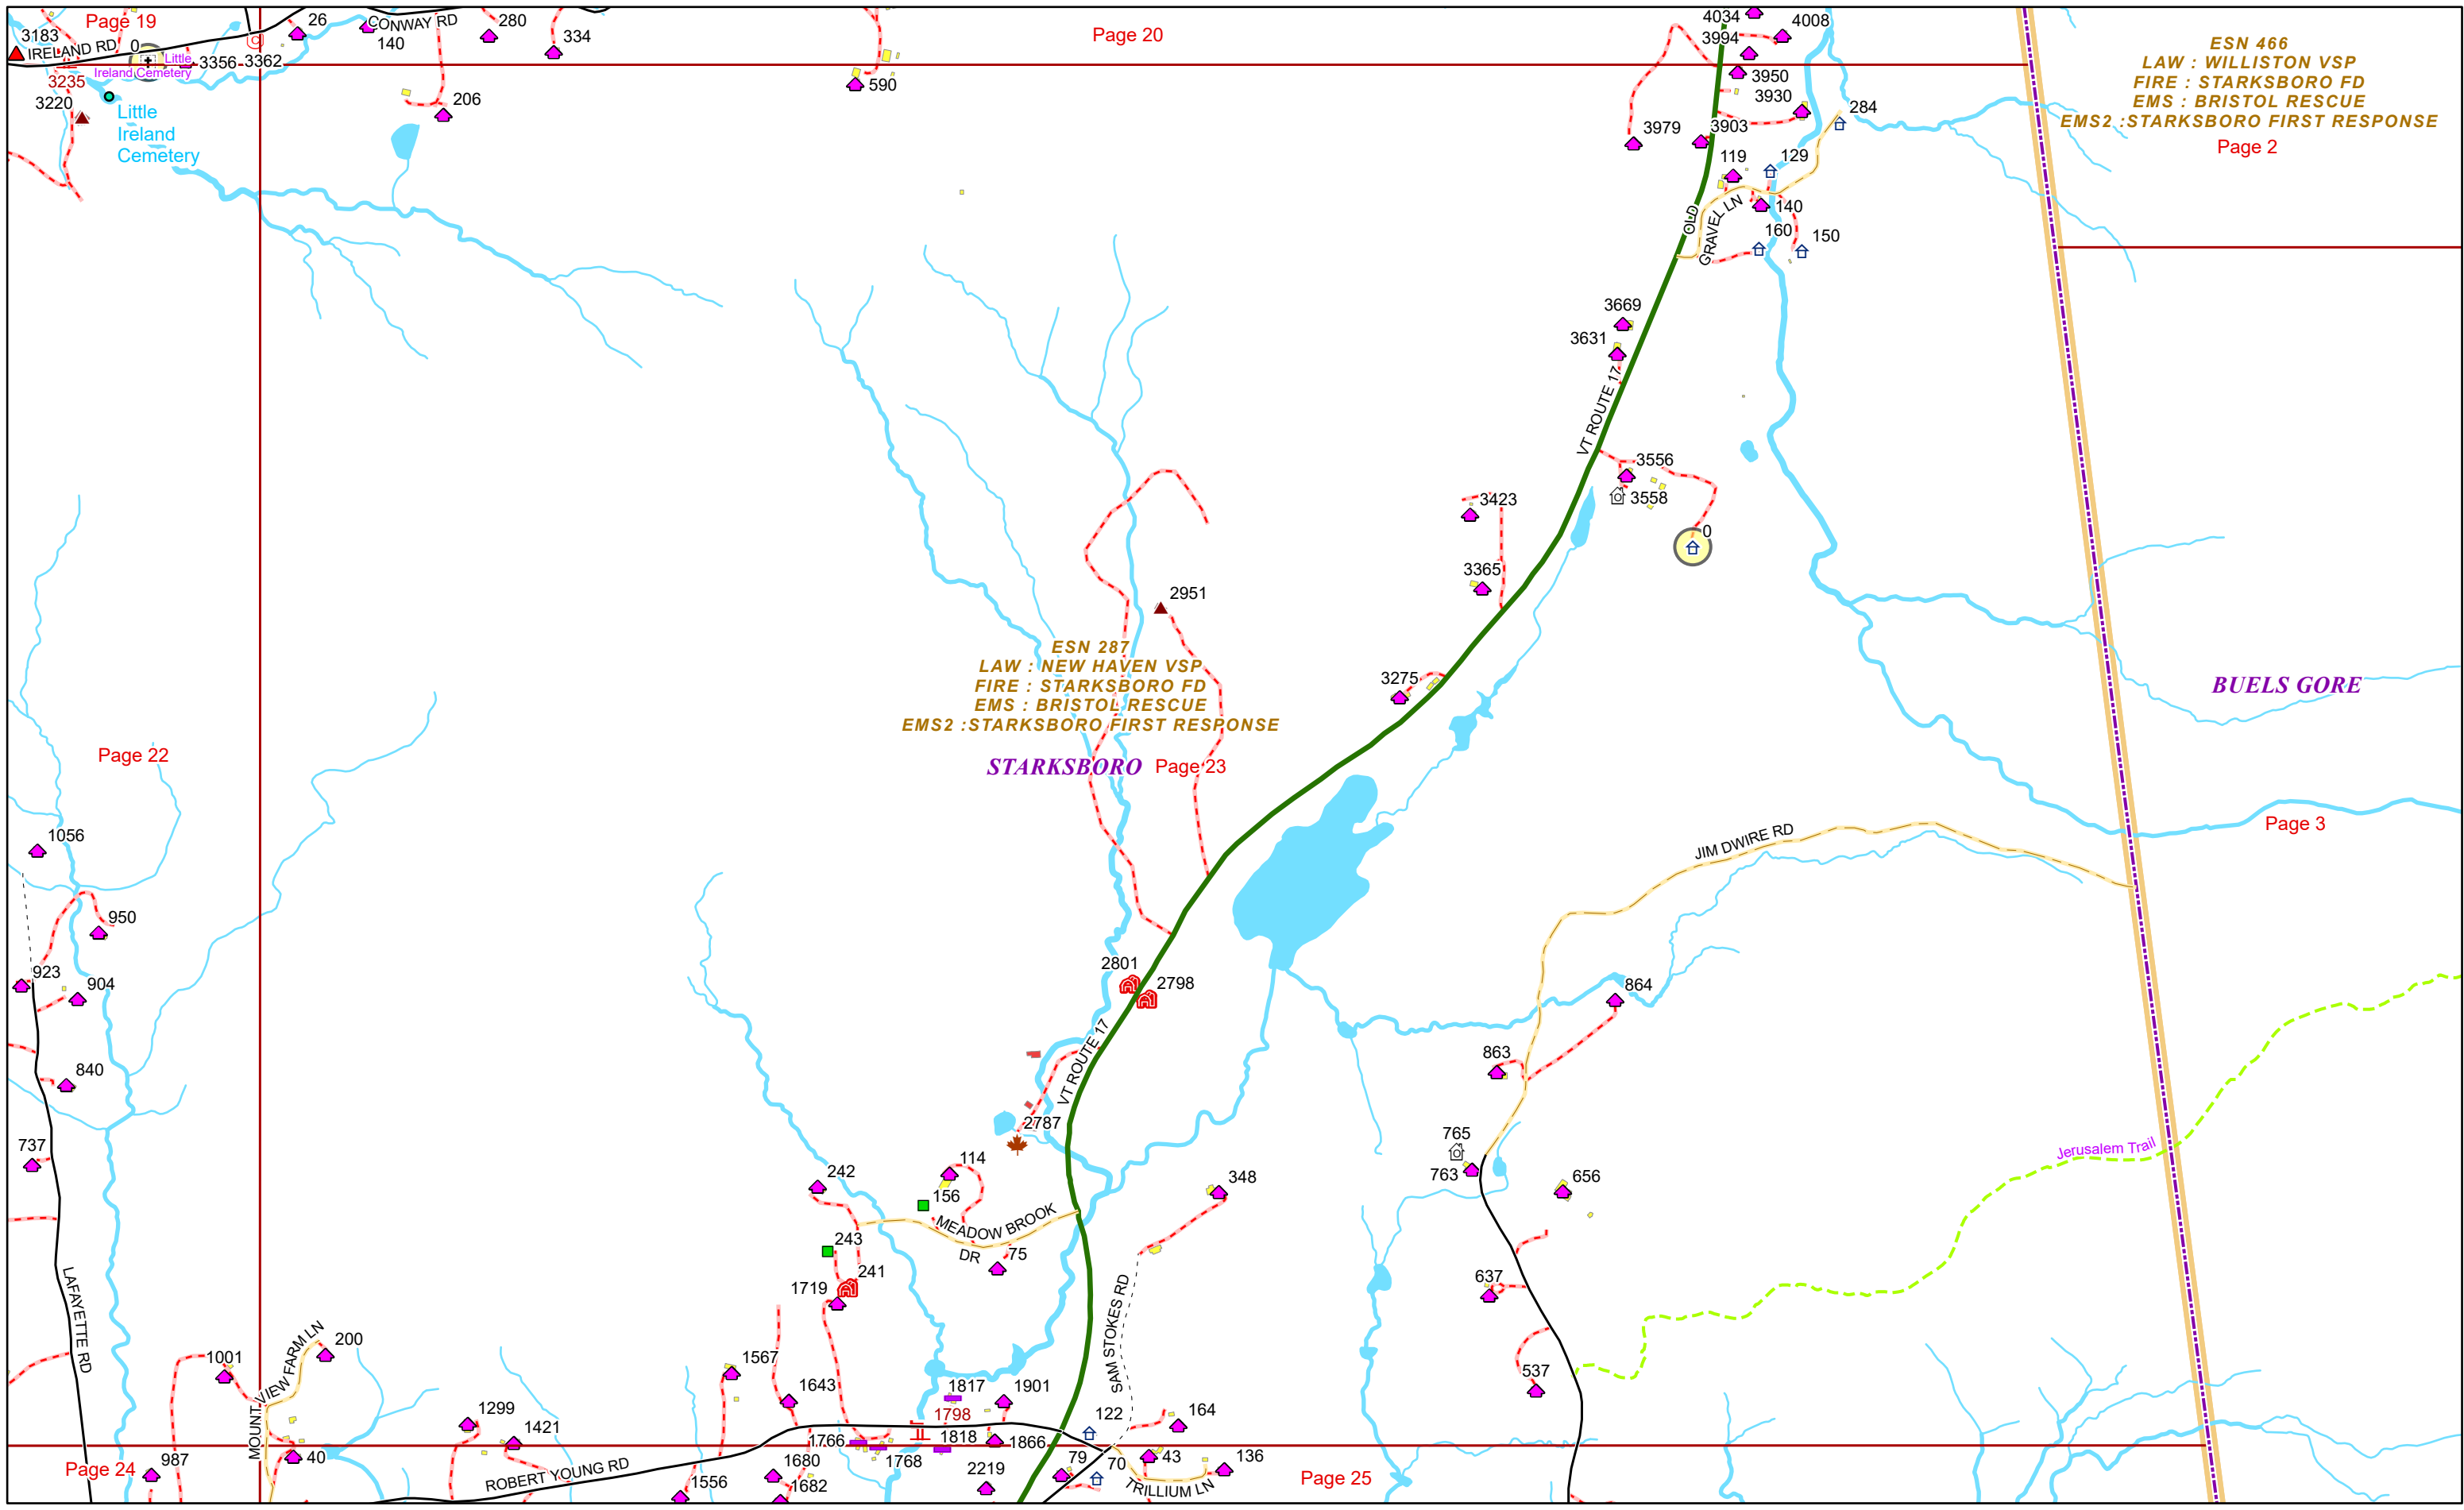 Page 19
3183
IRELAND RD
0
Little
Ireland Cemetery
3356
3362
3235
3220
Little
Ireland
Cemetery
26
CONWAY RD
140
280
334
206
590
Page 20
4034
4008
3994
3950
3930
3979
3903
284
119
129
140
160
150
OLD
GRAVEL LN
ESN 466
LAW : WILLISTON VSP
FIRE : STARKSBORO FD
EMS : BRISTOL RESCUE
EMS2 :STARKSBORO FIRST RESPONSE
Page 2
3669
3631
VT ROUTE 17
3556
3558
0
3423
3365
2951
3275
ESN 287
LAW : NEW HAVEN VSP
FIRE : STARKSBORO FD
EMS : BRISTOL RESCUE
EMS2 :STARKSBORO FIRST RESPONSE
STARKSBORO
Page 23
BUELS GORE
Page 22
Page 3
JIM DWIRE RD
1056
950
923
904
840
737
LAFAYETTE RD
2801
2798
VT ROUTE 17
2787
864
863
765
763
656
Jerusalem Trail
637
537
114
156
242
MEADOW BROOK
DR
75
243
241
1719
348
SAM STOKES RD
1001
MOUNT VIEW FARM LN
200
40
987
Page 24
1299
1421
ROBERT YOUNG RD
1567
1643
1556
1680
1682
1766
1768
1817
1798
1818
1901
1866
2219
122
164
79
70
43
136
TRILLIUM LN
Page 25